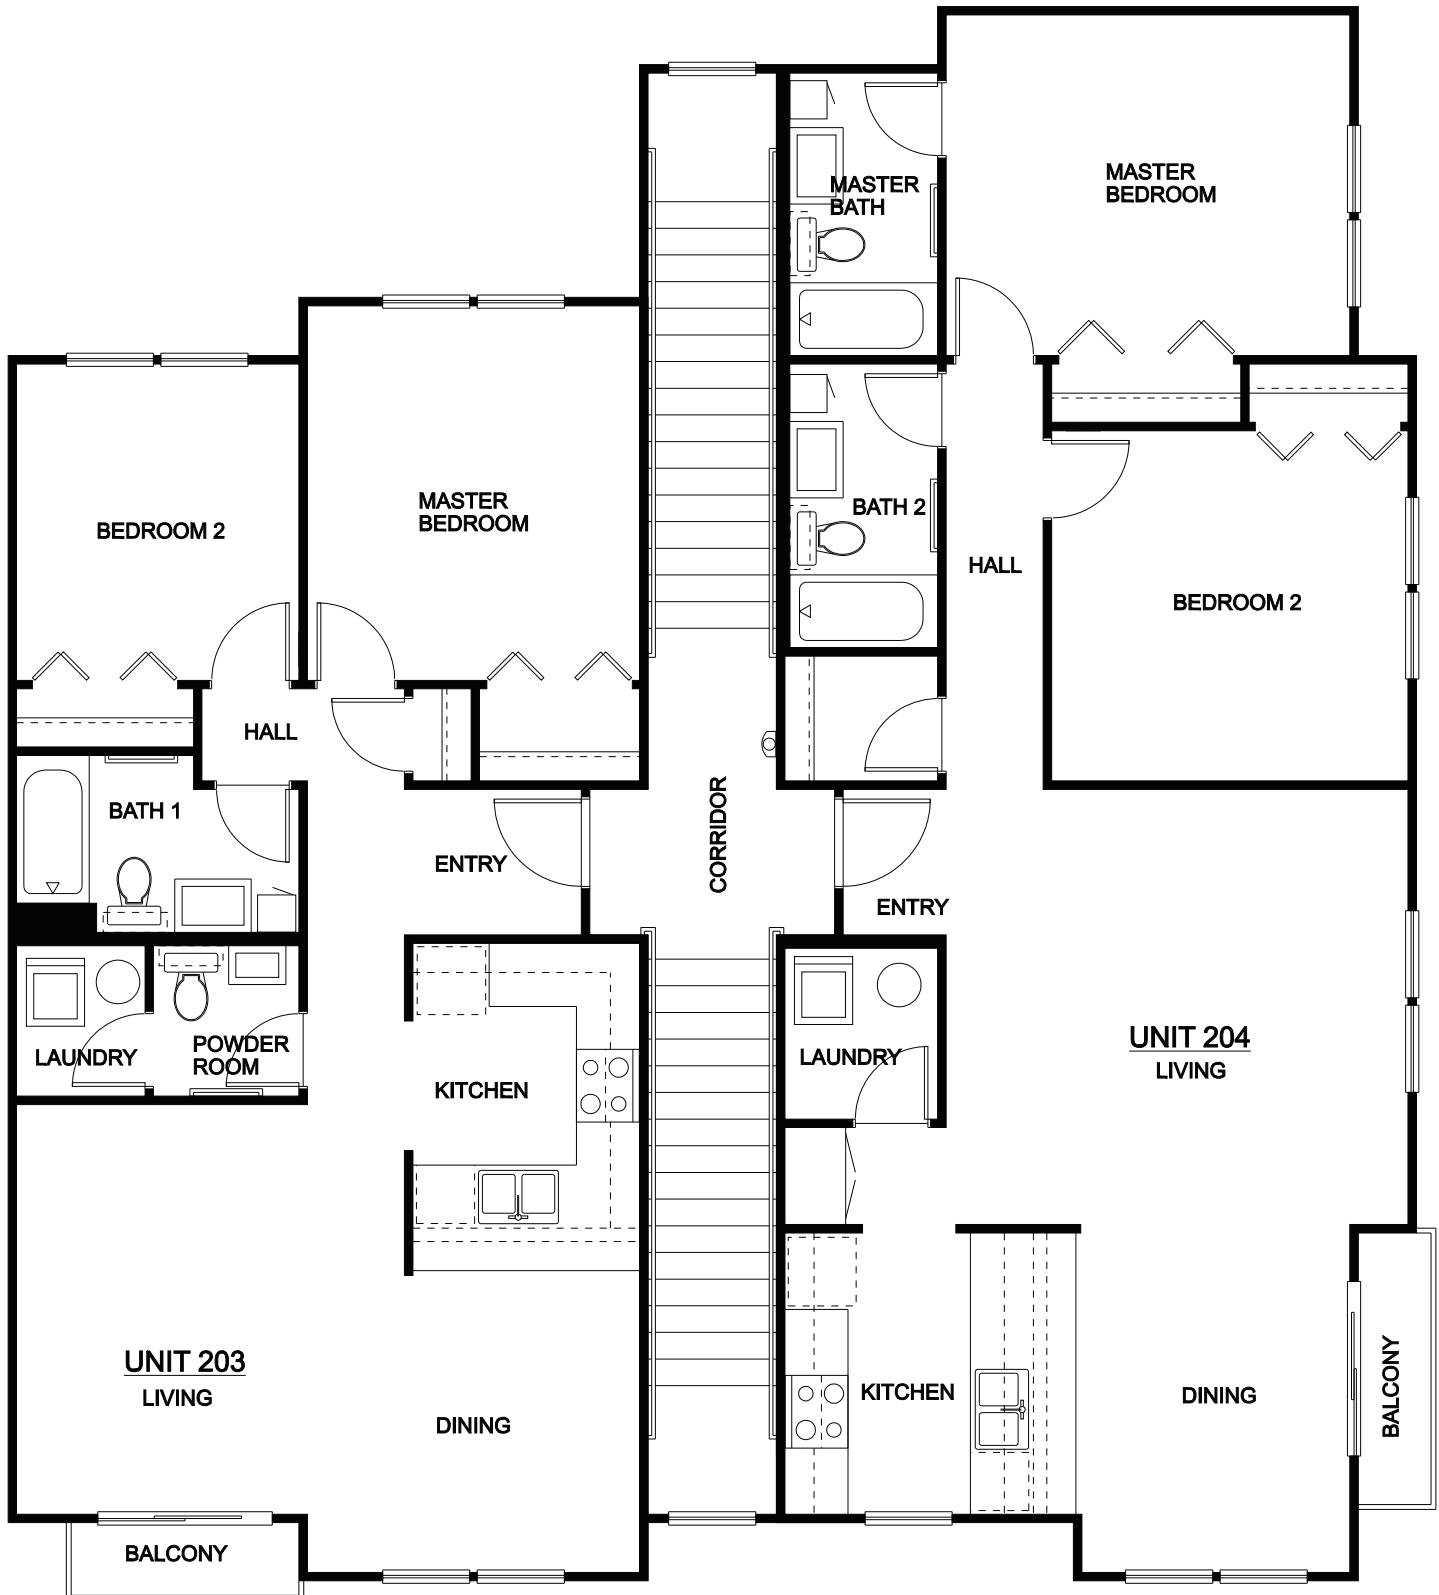 MASTER
BATH
MASTER
BEDROOM
BEDROOM 2
MASTER
BEDROOM
BATH 2
HALL
BEDROOM 2
HALL
BATH 1
CORRIDOR
ENTRY
ENTRY
LAUNDRY
POWDER
ROOM
KITCHEN
LAUNDRY
UNIT 204
LIVING
UNIT 203
LIVING
DINING
KITCHEN
DINING
BALCONY
BALCONY